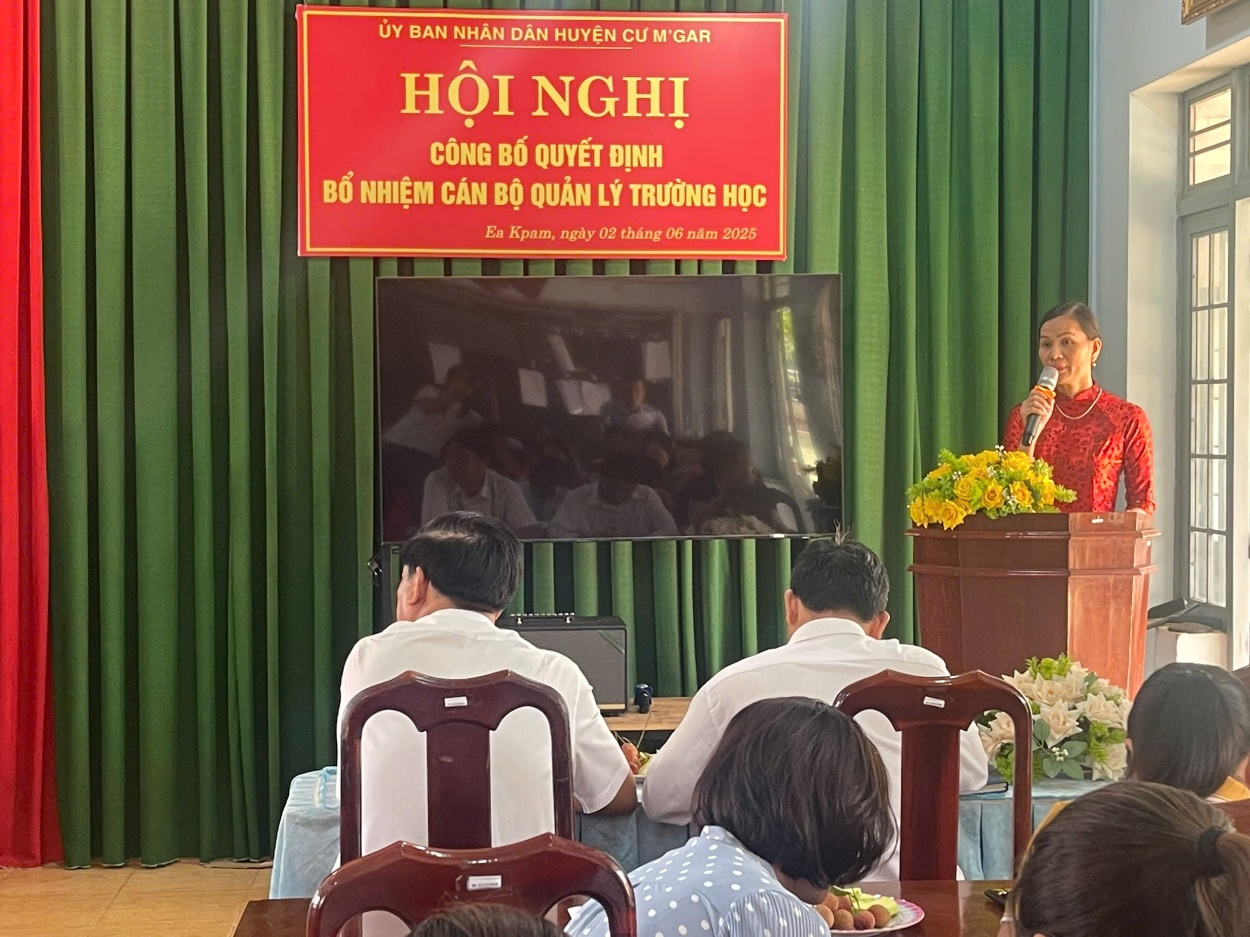 ỦY BAN NHÂN DÂN HUYỆN CƯ M'GAR
HỘI NGHỊ
CÔNG BỐ QUYẾT ĐỊNH
BỔ NHIỆM CÁN BỘ QUẢN LÝ TRƯỜNG HỌC
Ea Kpam, ngày 02 tháng 06 năm 2025